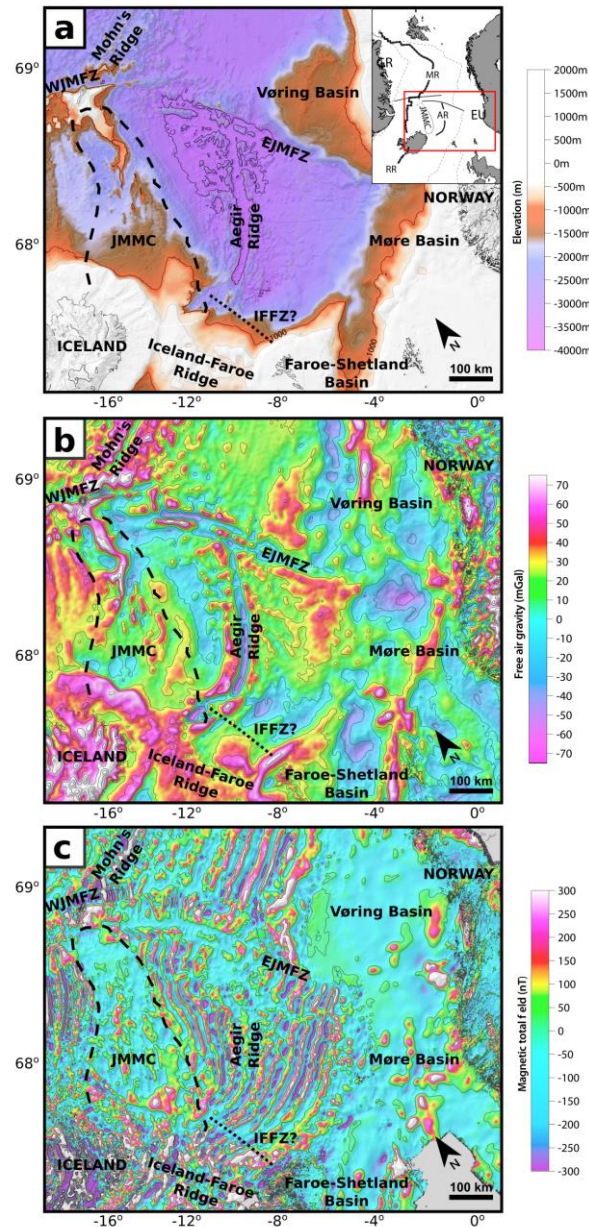 a
Mohn's
Ridge
69°
WJMFZ
Vøring Basin
GR
MR
JMMC
AR
EU
RR
EJMFZ
NORWAY
Aegir
Ridge
68°
JMMC
Møre Basin
IFFZ?
1000
1000
ICELAND
Iceland-Faroe
Ridge
Faroe-Shetland
Basin
N
100 km
-16° -12° -8° -4° 0°
Elevation (m)
2000m
1500m
1000m
500m
0m
-500m
-1000m
-1500m
-2000m
-2500m
-3000m
-3500m
-4000m
b
Mohn's
Ridge
69°
WJMFZ
NORWAY
Vøring Basin
EJMFZ
Aegir
Ridge
68°
JMMC
Møre Basin
IFFZ?
ICELAND
Iceland-Faroe
Ridge
Faroe-Shetland
Basin
N
100 km
-16° -12° -8° -4° 0°
Free air gravity (mGal)
70
60
50
40
30
20
10
0
-10
-20
-30
-40
-50
-60
-70
c
Mohn's
Ridge
69°
WJMFZ
NORWAY
Vøring Basin
EJMFZ
Aegir
Ridge
68°
JMMC
Møre Basin
IFFZ?
ICELAND
Iceland-Faroe
Ridge
Faroe-Shetland
Basin
N
100 km
-16° -12° -8° -4° 0°
Magnetic total f eld (nT)
300
250
200
150
100
50
0
-50
-100
-150
-200
-250
-300